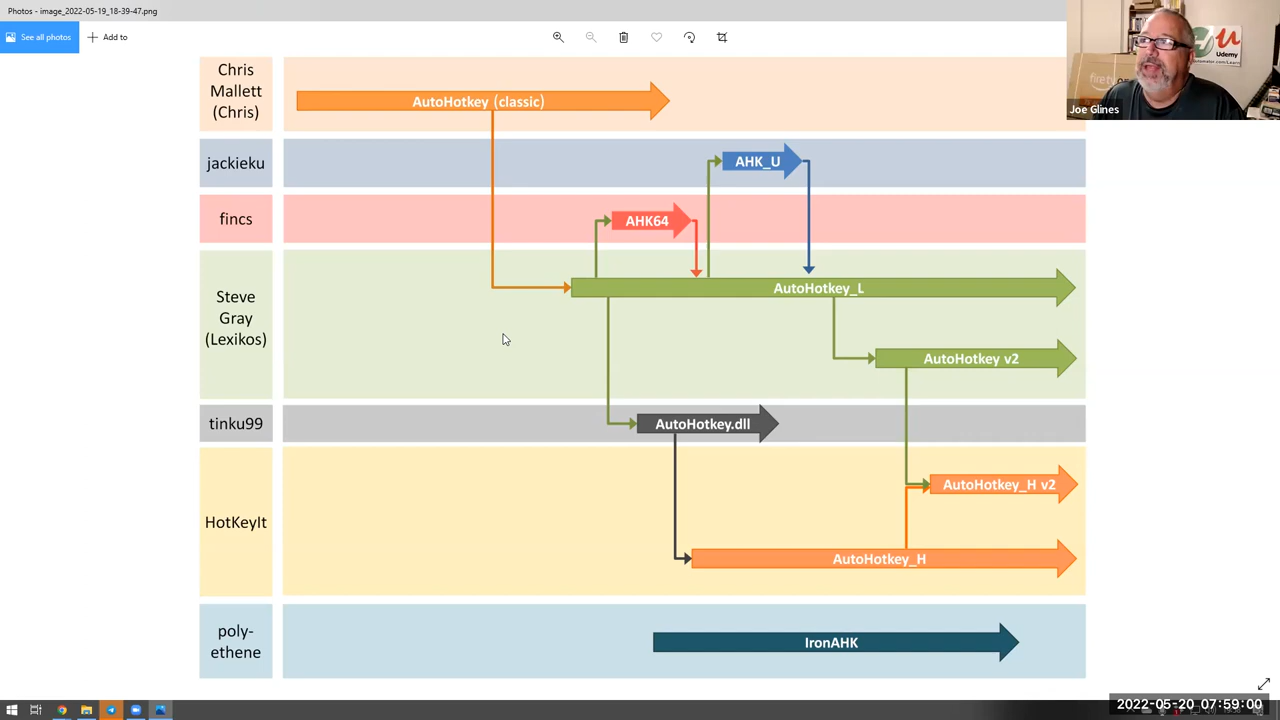 Photos - image_2022-05-19_18-39-47.png
See all photos
Add to
Udemy
Joe Glines
Chris
Mallett
(Chris)
AutoHotkey (classic)
jackieku
AHK_U
fincs
AHK64
Steve
Gray
(Lexikos)
AutoHotkey_L
AutoHotkey v2
tinku99
AutoHotkey.dll
HotKeyIt
AutoHotkey_H v2
AutoHotkey_H
poly-
ethene
IronAHK
2022-05-20 07:59:00